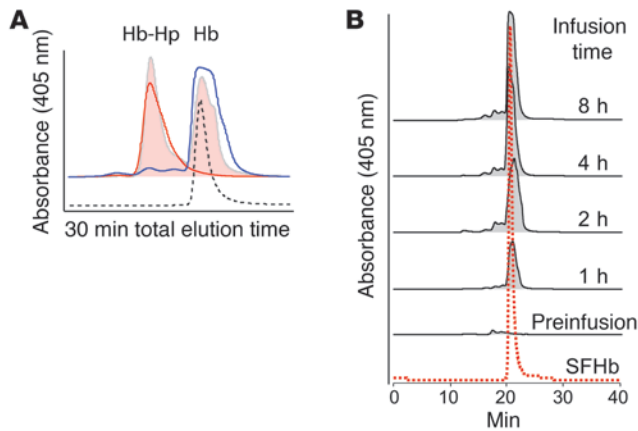 A
Hb-Hp Hb
Absorbance (405 nm)
30 min total elution time
B
Infusion
time
8 h
4 h
2 h
1 h
Preinfusion
SFHb
Absorbance (405 nm)
0 10 20 30 40
Min